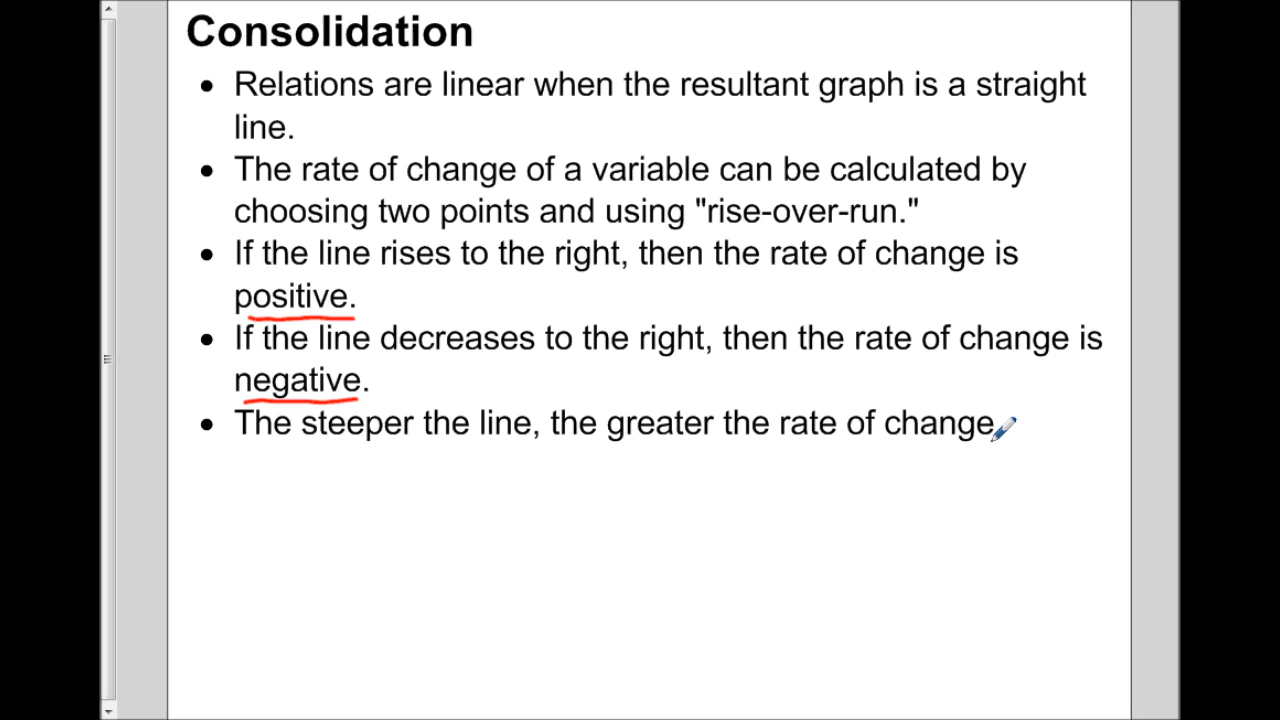 Consolidation
• Relations are linear when the resultant graph is a straight
line.
• The rate of change of a variable can be calculated by
choosing two points and using "rise-over-run."
• If the line rises to the right, then the rate of change is
positive.
• If the line decreases to the right, then the rate of change is
negative.
• The steeper the line, the greater the rate of change